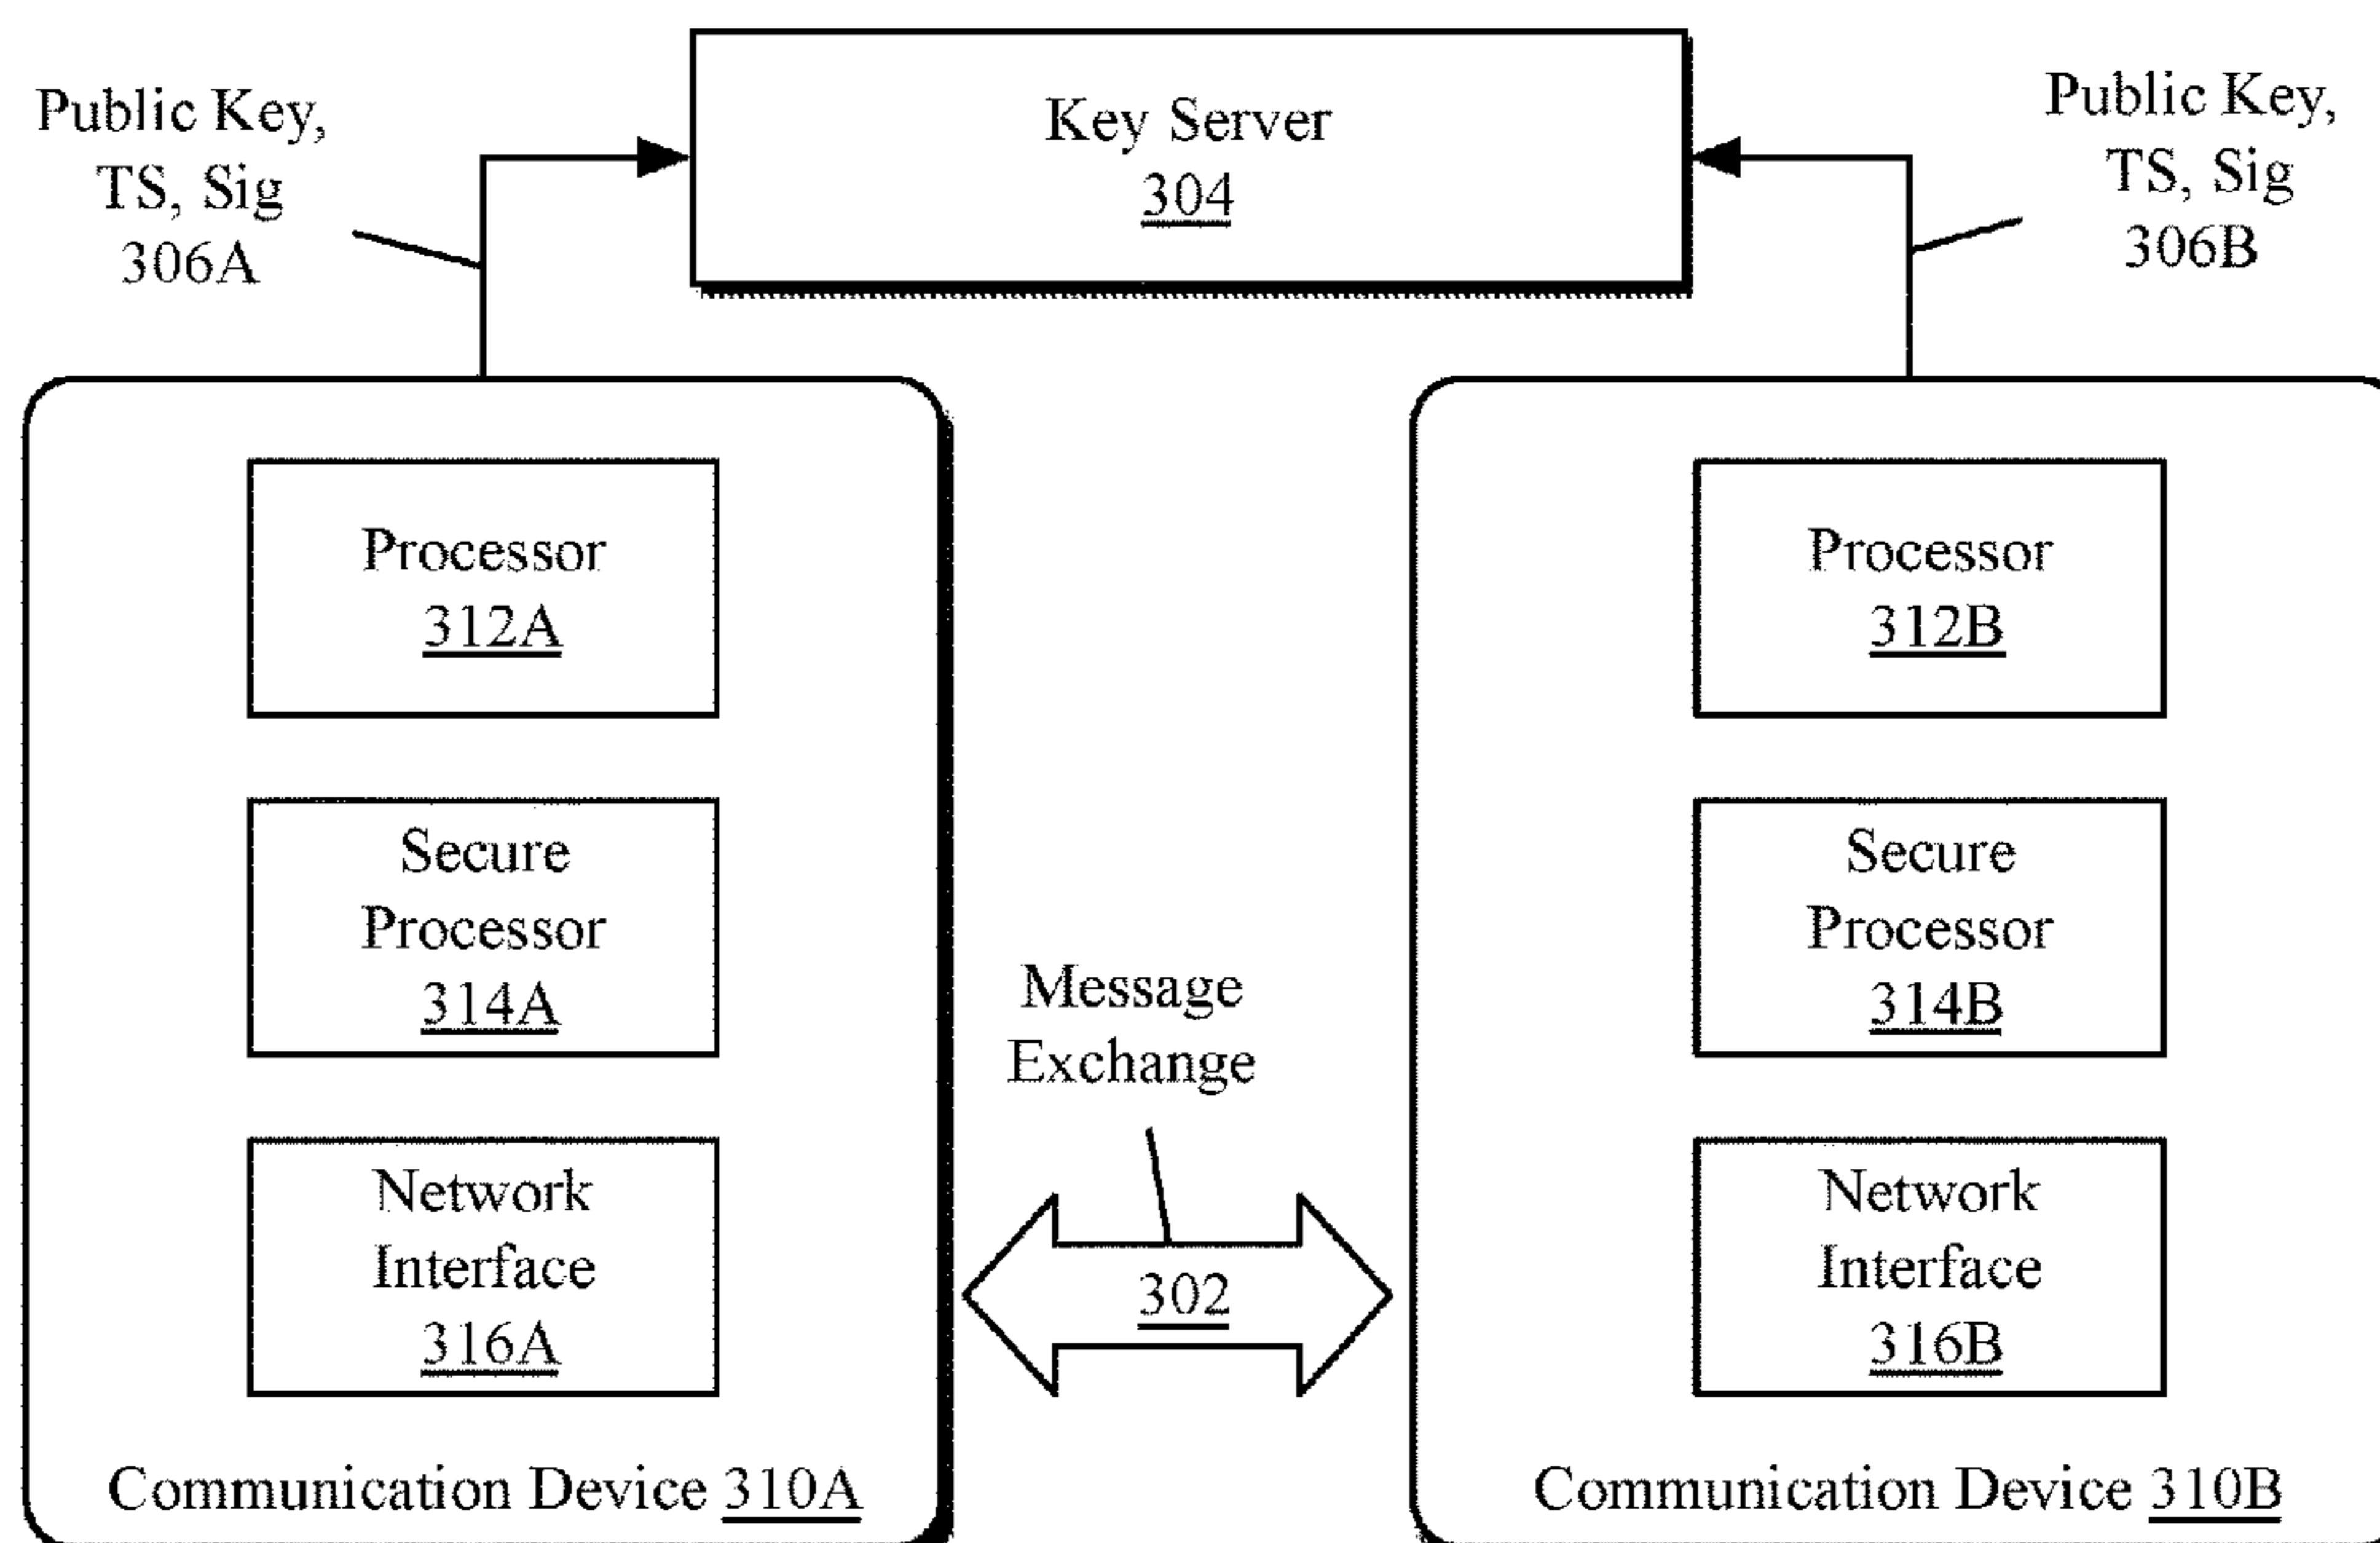 Public Key,
TS, Sig
306A
Key Server
304
Public Key,
TS, Sig
306B
Processor
312A
Secure
Processor
314A
Network
Interface
316A
Communication Device 310A
Message
Exchange
302
Processor
312B
Secure
Processor
314B
Network
Interface
316B
Communication Device 310B